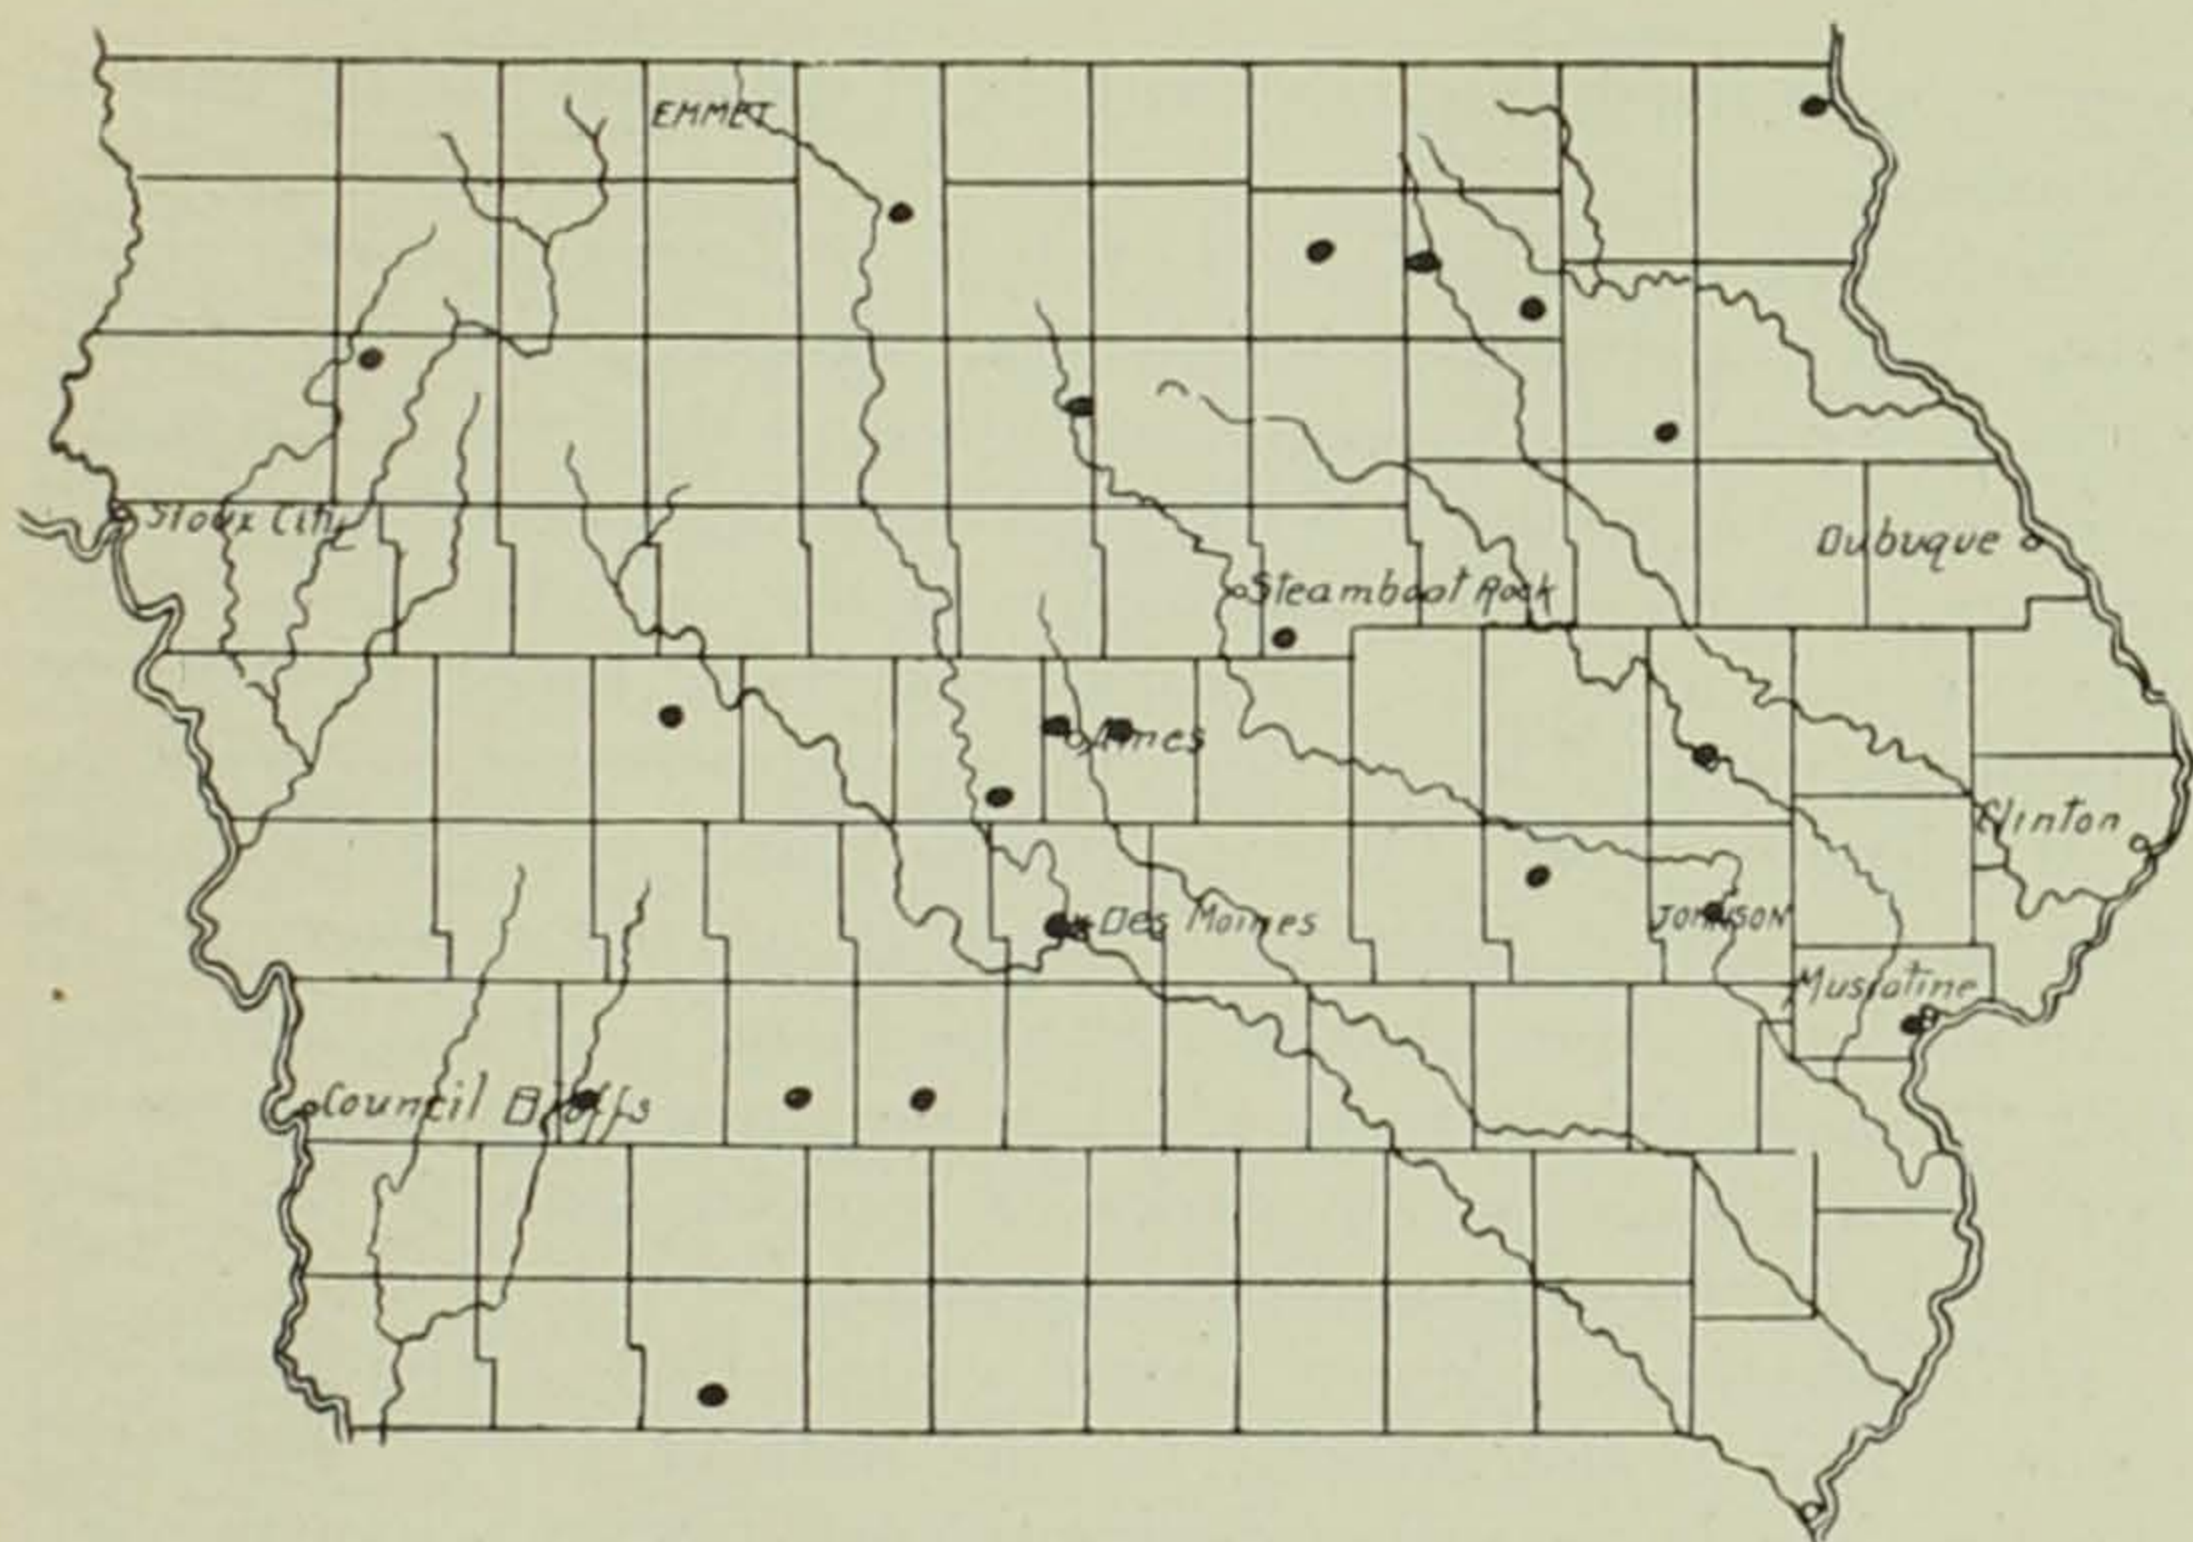 EMMET
Sioux City
Dubuque
Steamboat Rock
Ames
Clinton
Des Moines
JOHNSON
Muscatine
Council Bluffs